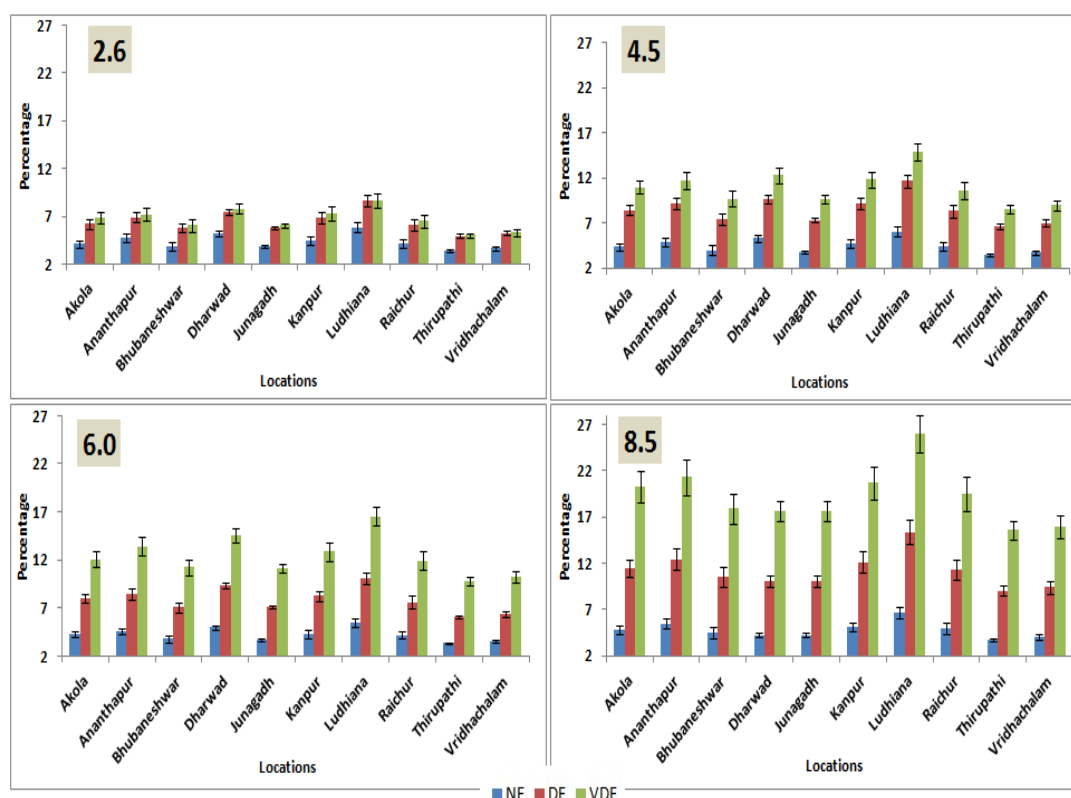 2.6
27
22
17
12
7
2
Percentage
Akola
Ananthapur
Bhubaneshwar
Dharwad
Junagadh
Kanpur
Ludhiana
Raichur
Thirupathi
Vridhachalam
Locations
4.5
27
22
17
12
7
2
Percentage
Akola
Ananthapur
Bhubaneshwar
Dharwad
Junagadh
Kanpur
Ludhiana
Raichur
Thirupathi
Vridhachalam
Locations
6.0
27
22
17
12
7
2
Percentage
Akola
Ananthapur
Bhubaneshwar
Dharwad
Junagadh
Kanpur
Ludhiana
Raichur
Thirupathi
Vridhachalam
Locations
8.5
27
22
17
12
7
2
Percentage
Akola
Ananthapur
Bhubaneshwar
Dharwad
Junagadh
Kanpur
Ludhiana
Raichur
Thirupathi
Vridhachalam
Locations
NF DF VDF